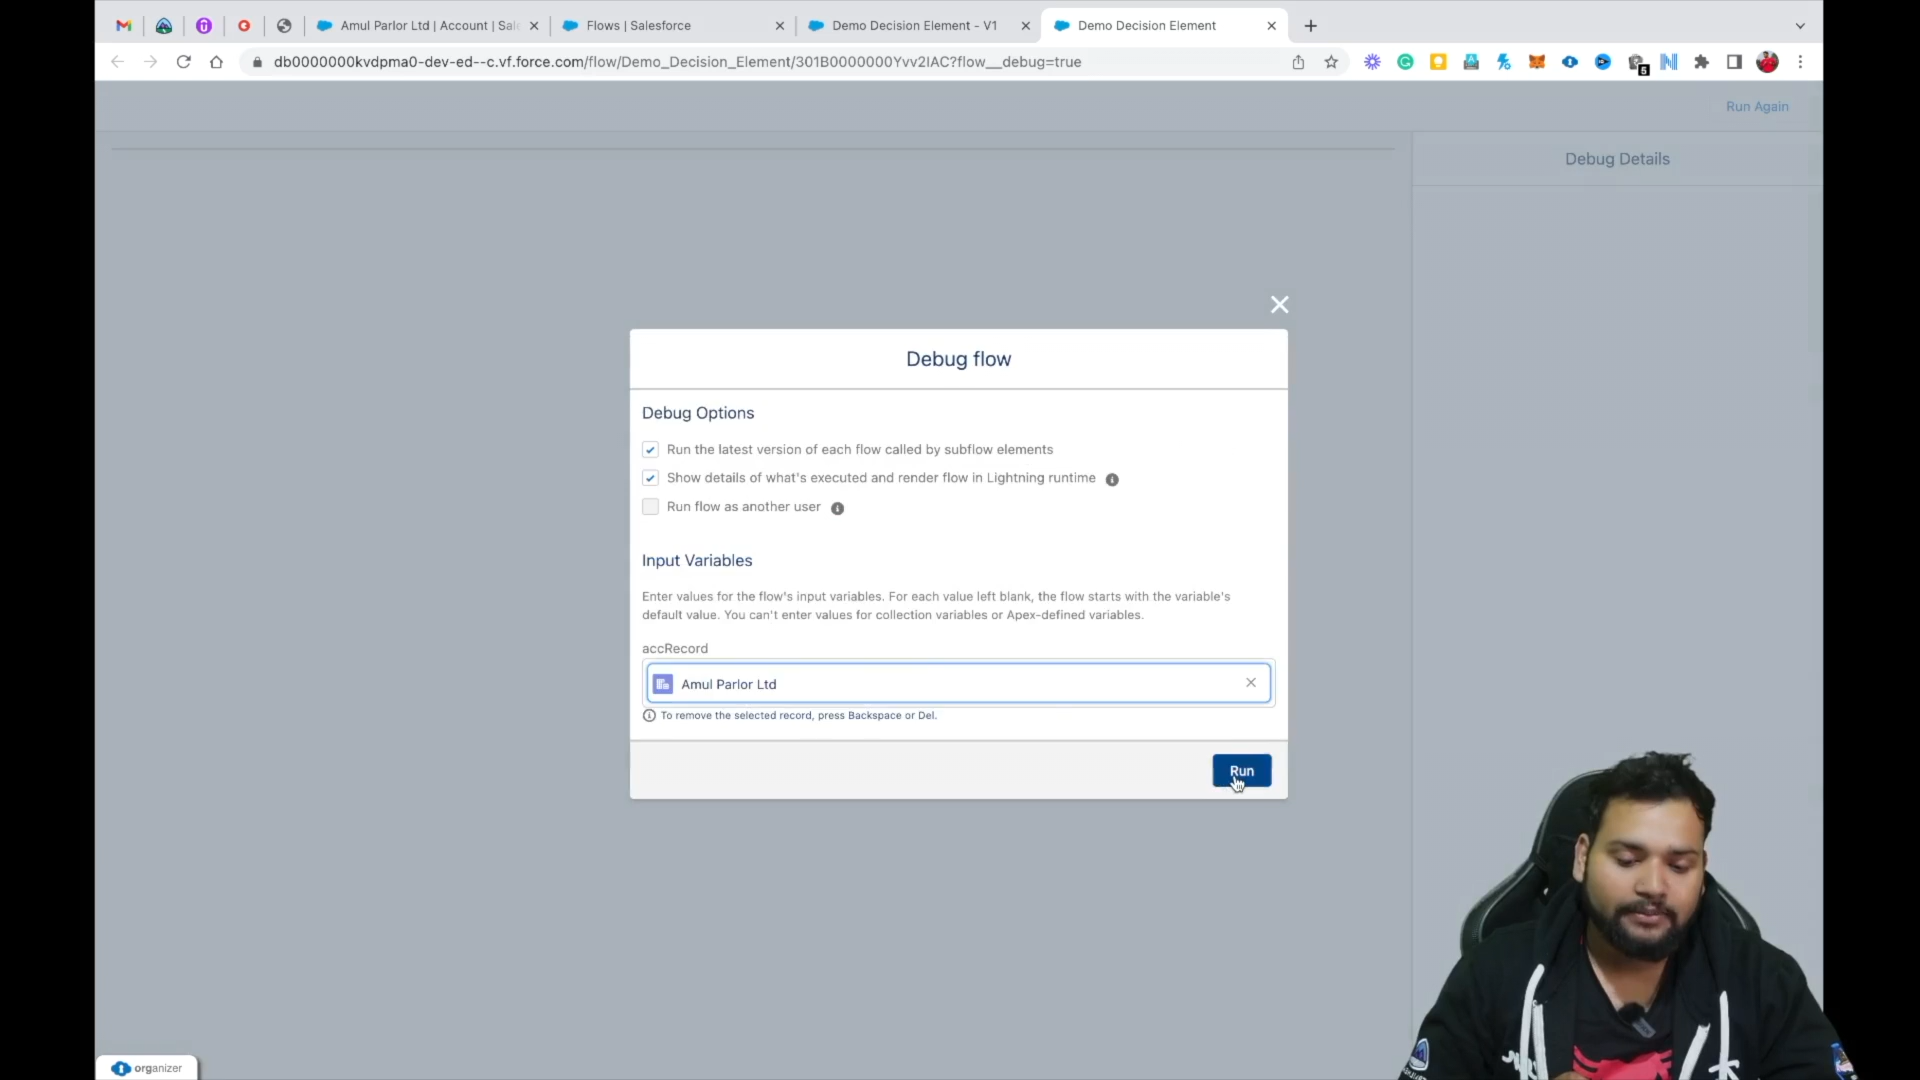 Amul Parlor Ltd | Account | Sal
Flows | Salesforce
Demo Decision Element - V1
Demo Decision Element
db0000000kvdpma0-dev-ed--c.vf.force.com/flow/Demo_Decision_Element/301B0000000Yvv2IAC?flow__debug=true
5
Run Again
Debug Details
Debug flow
Debug Options
Run the latest version of each flow called by subflow elements
Show details of what's executed and render flow in Lightning runtime
Run flow as another user
Input Variables
Enter values for the flow's input variables. For each value left blank, the flow starts with the variable's
default value. You can't enter values for collection variables or Apex-defined variables.
accRecord
Amul Parlor Ltd
To remove the selected record, press Backspace or Del.
Run
organizer